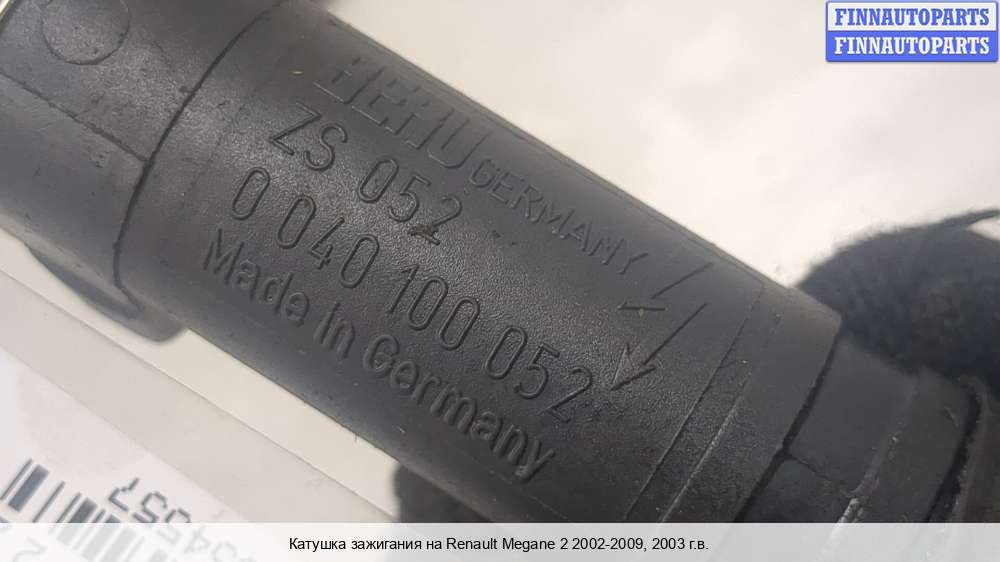 FINNAUTOPARTS
FINNAUTOPARTS
BERU GERMANY
ZS 052
0 040 100 052
Made in Germany
Катушка зажигания на Renault Megane 2 2002-2009, 2003 г.в.